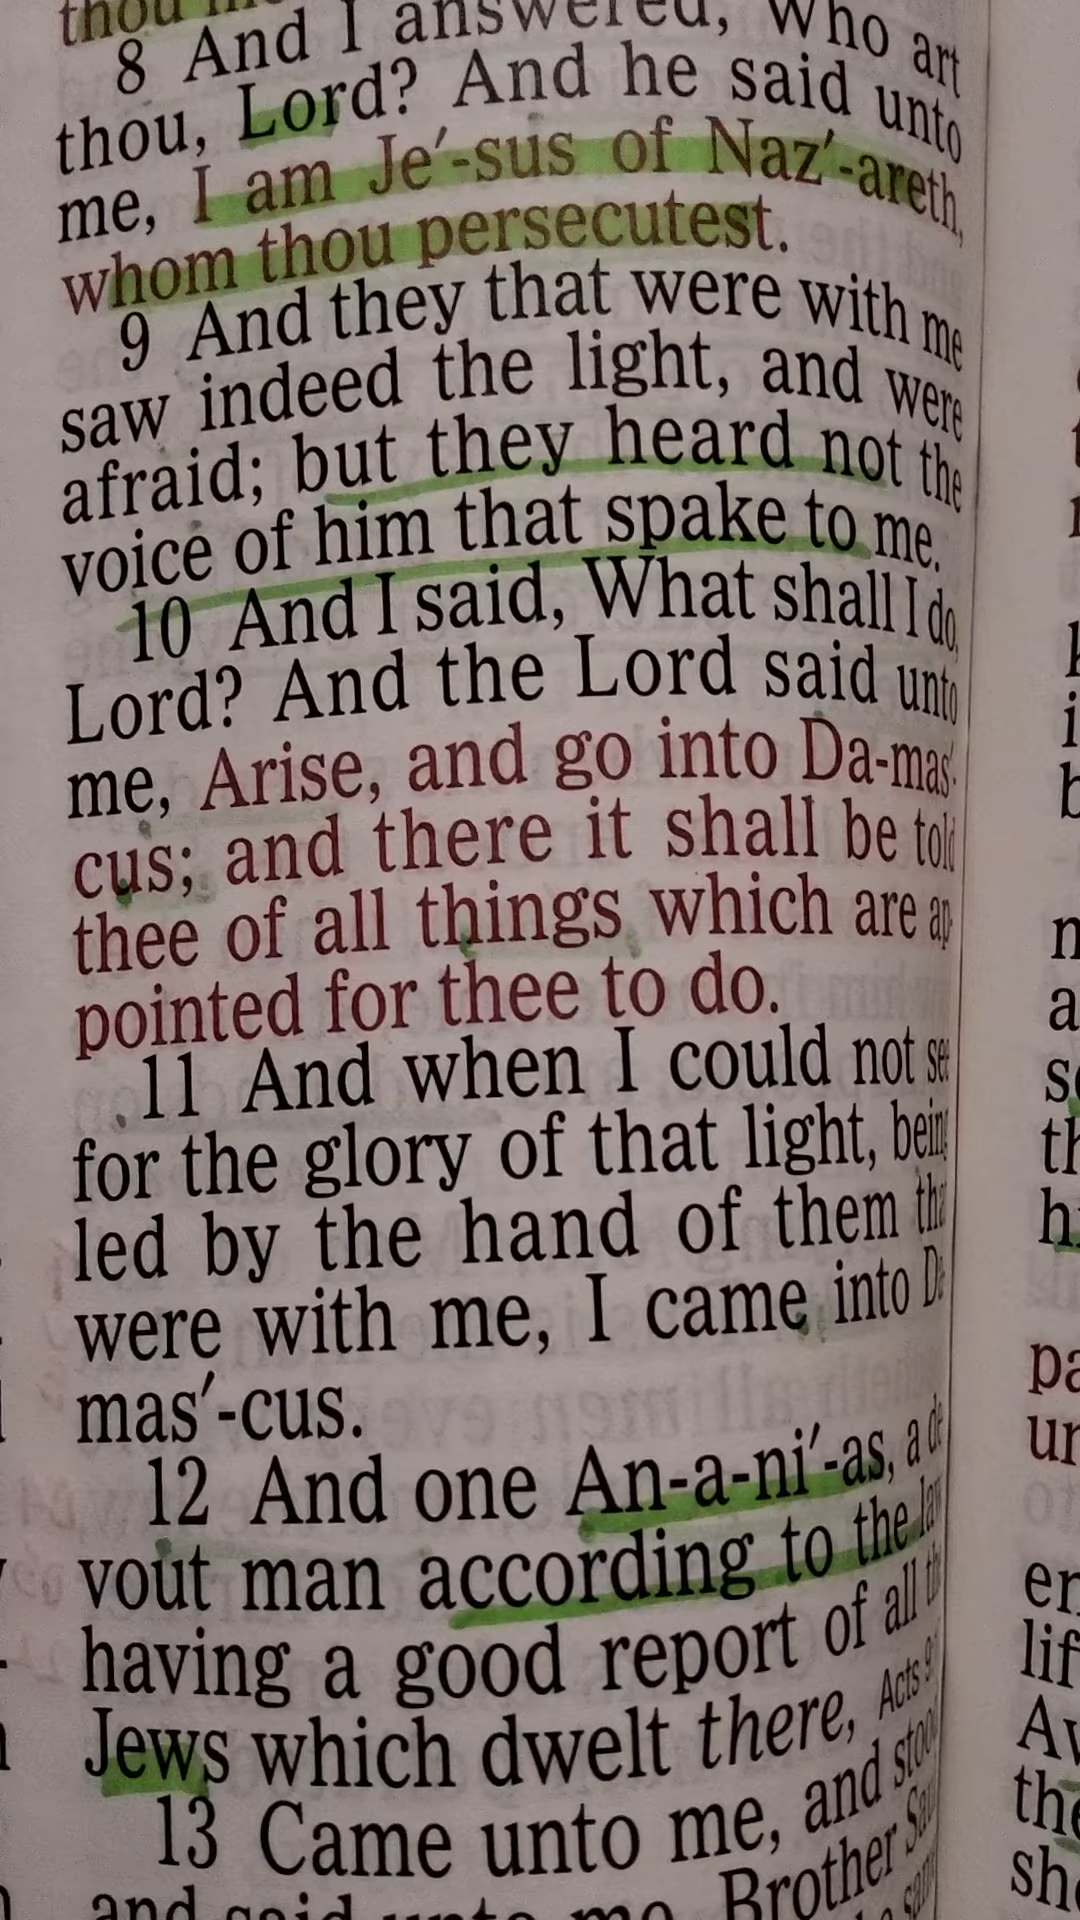 thou
8 And I answered, Who art
thou, Lord? And he said unto
me, I am Je′-sus of Naz′-areth,
whom thou persecutest.
9 And they that were with me
saw indeed the light, and were
afraid; but they heard not the
voice of him that spake to me.
10 And I said, What shall I do,
Lord? And the Lord said unto
me, Arise, and go into Da-mas′-
cus; and there it shall be told
thee of all things which are ap-
pointed for thee to do.
11 And when I could not see
for the glory of that light, being
led by the hand of them that
were with me, I came into Da-
mas′-cus.
12 And one An-a-ni′-as, a de-
vout man according to the law
having a good report of all
Jews which dwelt there, Acts
13 Came unto me, and stood
and said unto me, Brother